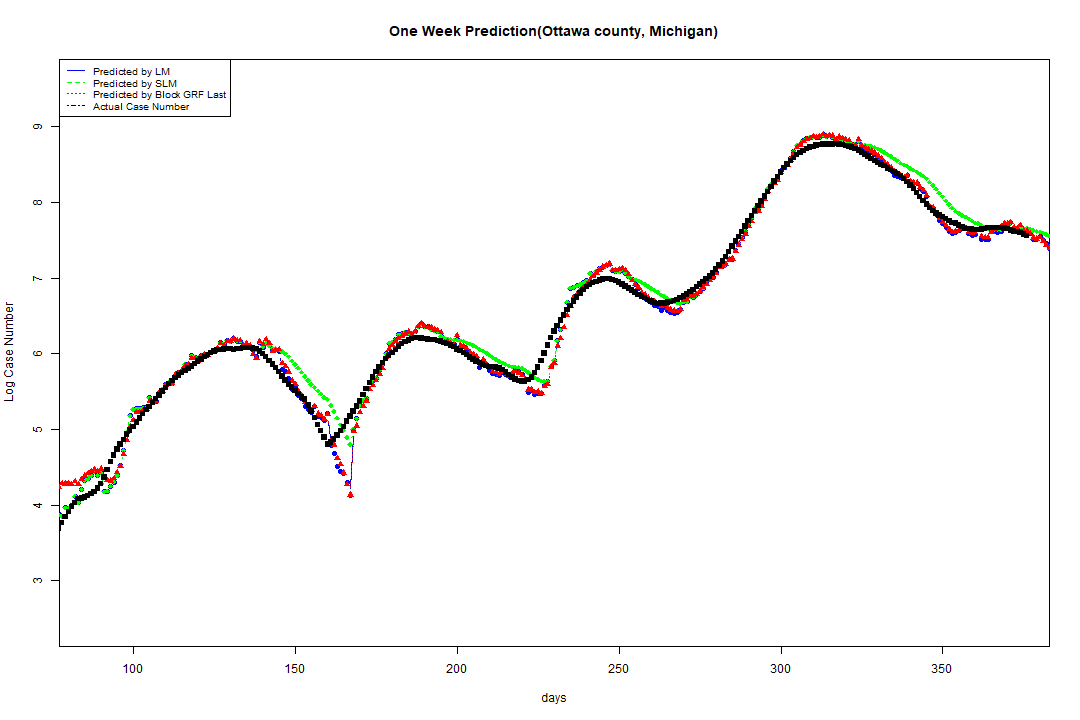 One Week Prediction(Ottawa county, Michigan)
Predicted by LM
Predicted by SLM
Predicted by Block GRF Last
Actual Case Number
Log Case Number
9
8
7
6
5
4
3
100 150 200 250 300 350
days